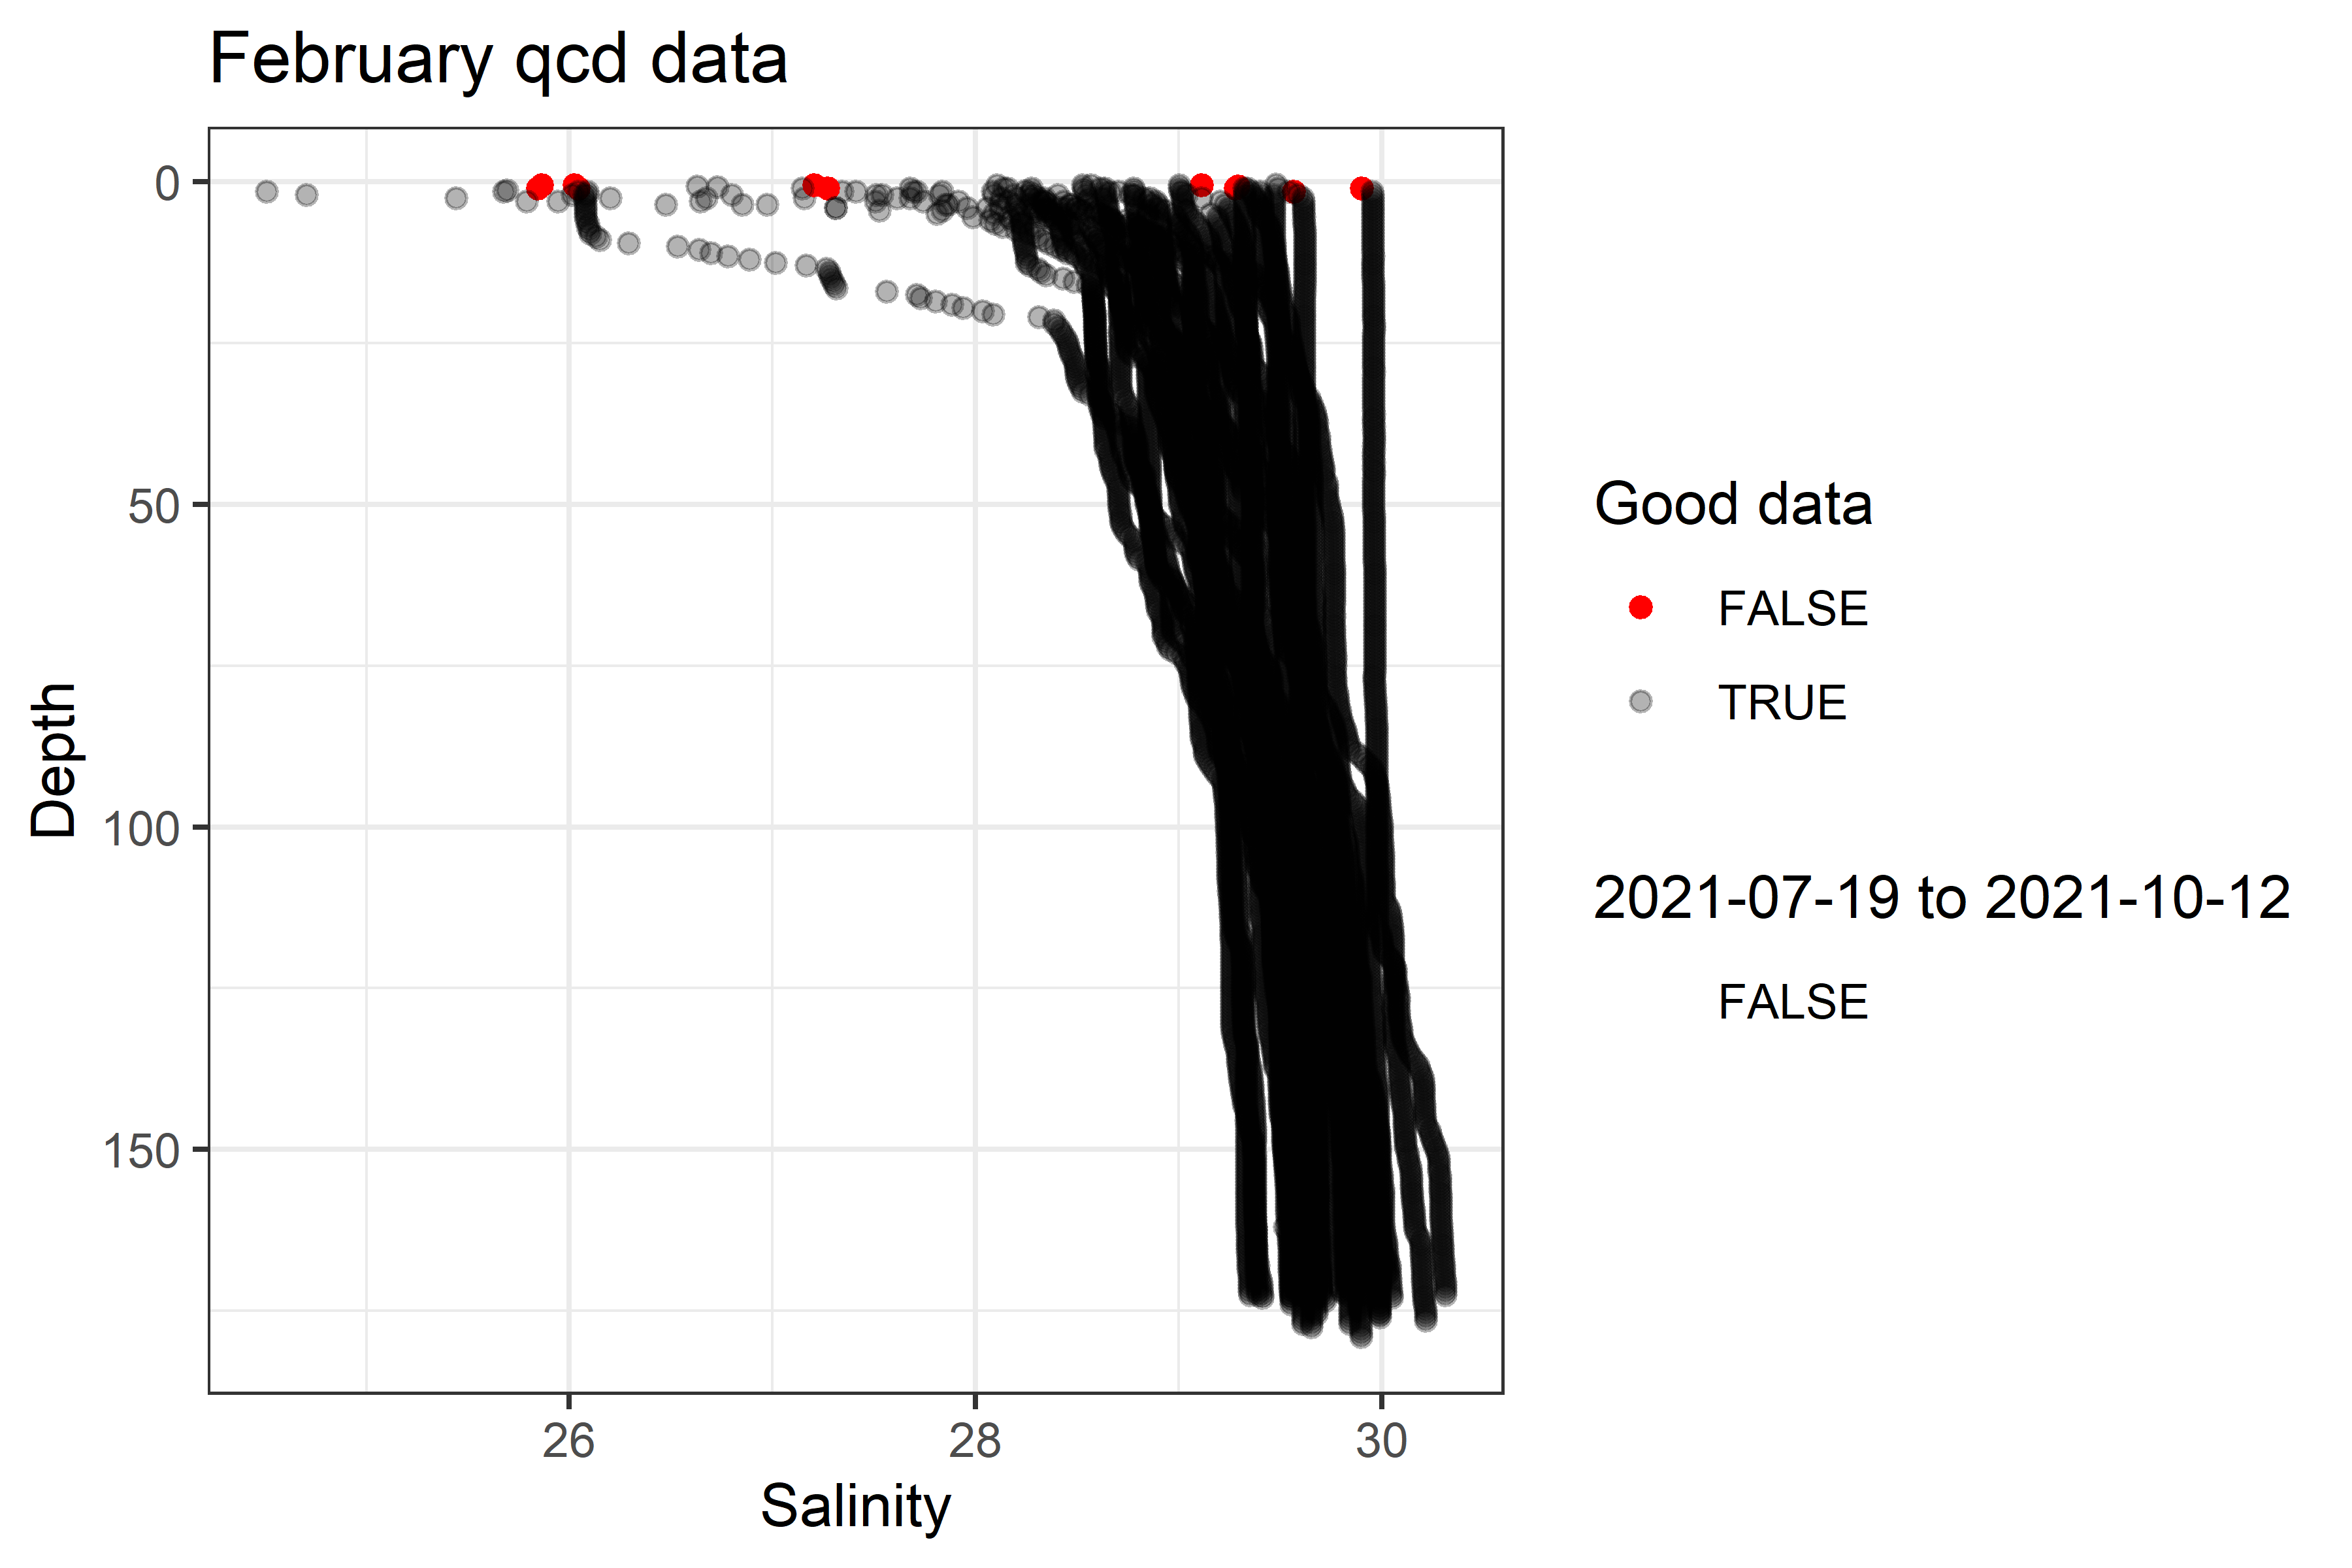 February qcd data
0
50
100
150
Depth
26
28
30
Salinity
Good data
FALSE
TRUE
2021-07-19 to 2021-10-12
FALSE